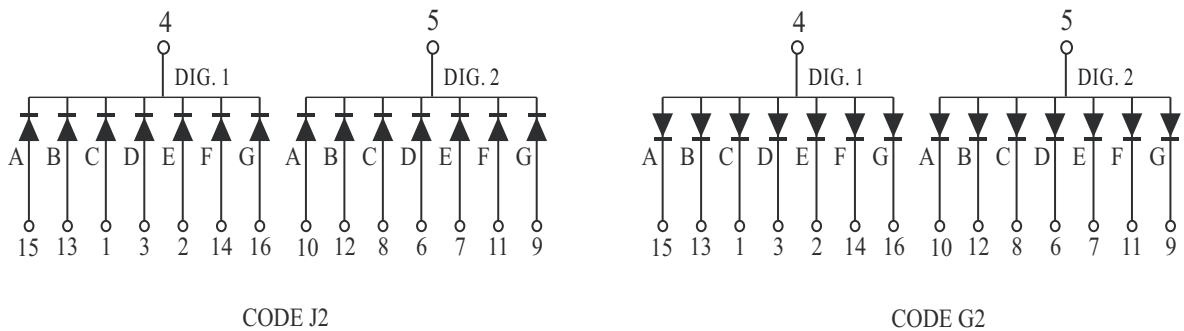 4 5 4 5
DIG. 1 DIG. 2 DIG. 1 DIG. 2
A B C D E F G A B C D E F G A B C D E F G A B C D E F G
15 13 1 3 2 14 16 10 12 8 6 7 11 9 15 13 1 3 2 14 16 10 12 8 6 7 11 9
CODE J2 CODE G2